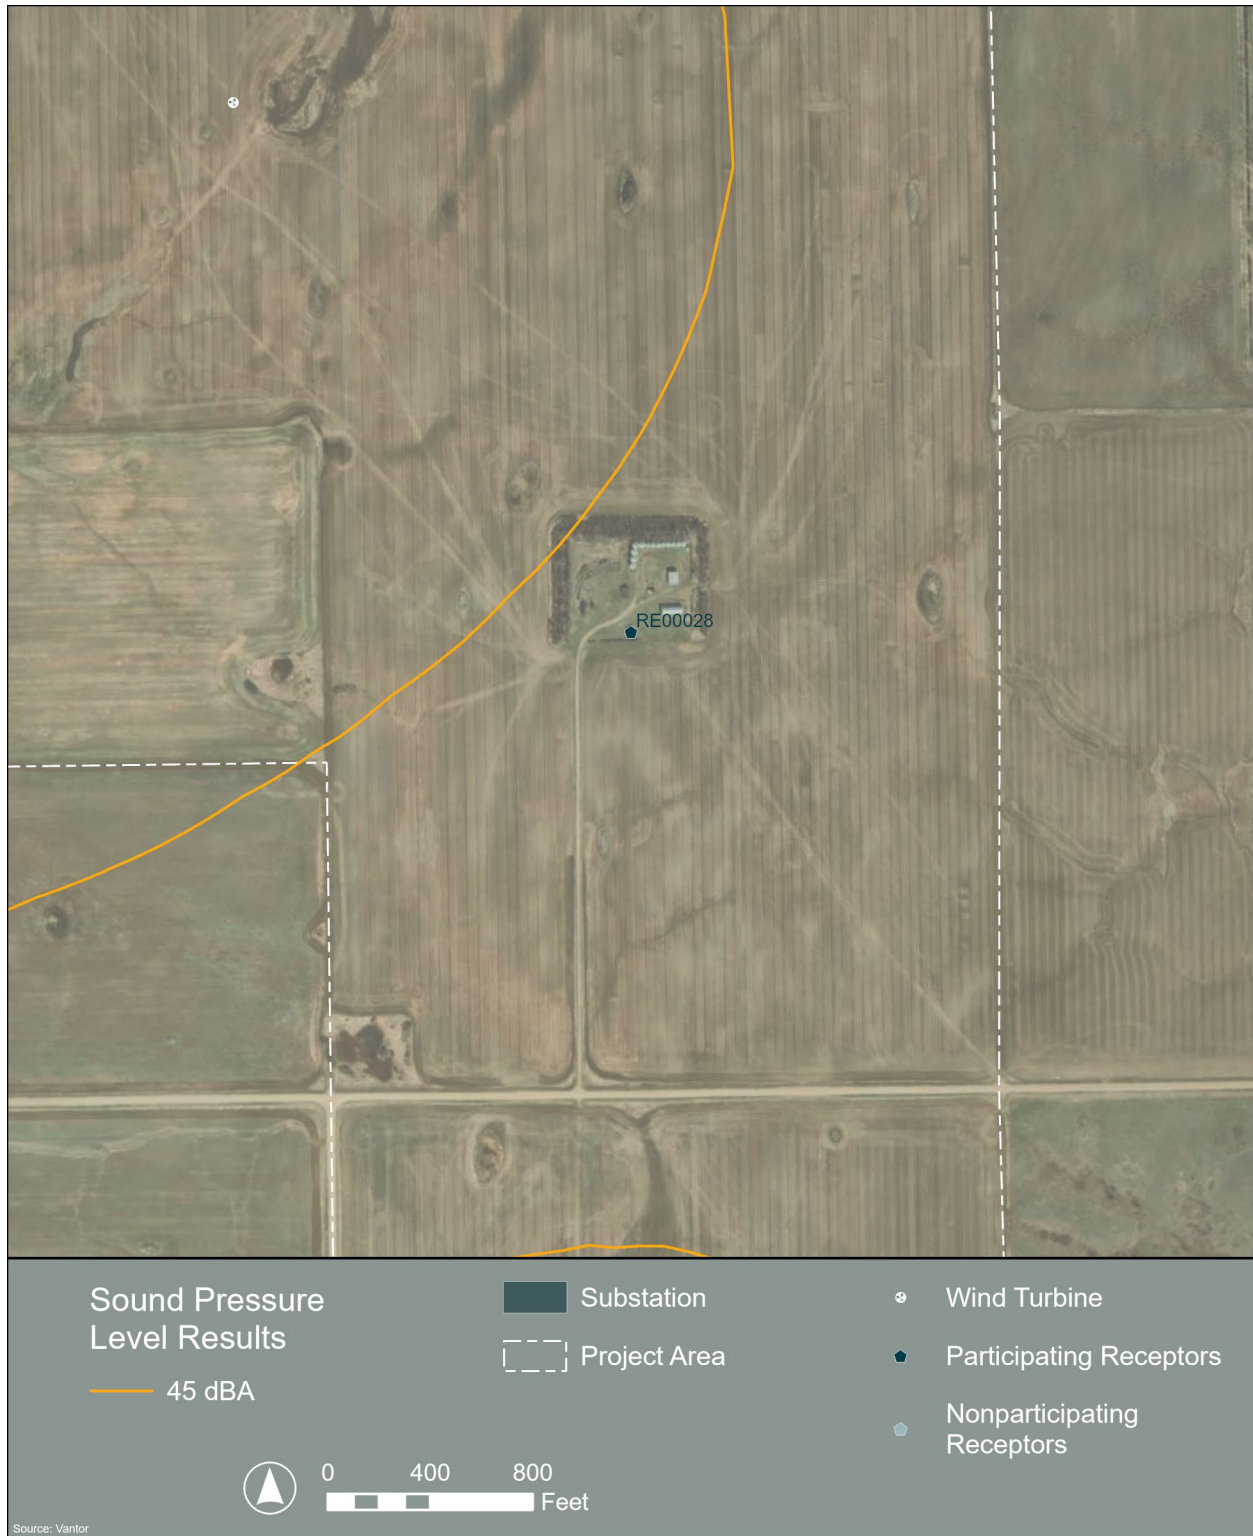 RE00028
Sound Pressure
Level Results
45 dBA
Substation
Project Area
Wind Turbine
Participating Receptors
Nonparticipating
Receptors
0 400 800
Feet
Source: Vantor